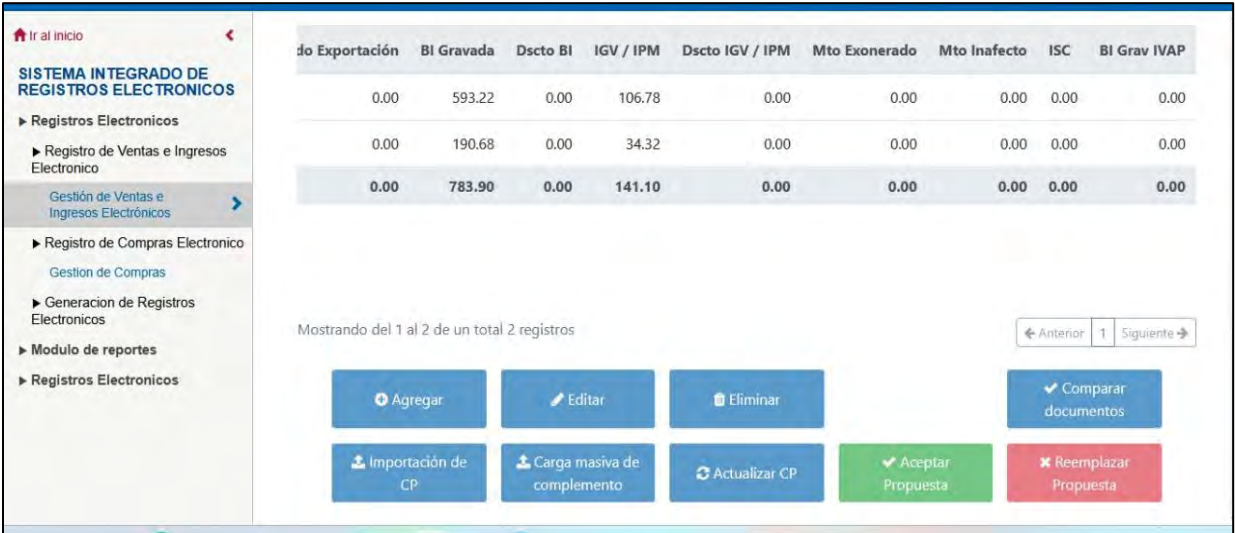 Ir al inicio
SISTEMA INTEGRADO DE
REGISTROS ELECTRONICOS
Registros Electronicos
Registro de Ventas e Ingresos
Electronico
Gestión de Ventas e
Ingresos Electrónicos
Registro de Compras Electronico
Gestion de Compras
Generacion de Registros
Electronicos
Modulo de reportes
Registros Electronicos
do Exportación BI Gravada Dscto BI IGV / IPM Dscto IGV / IPM Mto Exonerado Mto Inafecto ISC BI Grav IVAP
0.00 593.22 0.00 106.78 0.00 0.00 0.00 0.00 0.00
0.00 190.68 0.00 34.32 0.00 0.00 0.00 0.00 0.00
0.00 783.90 0.00 141.10 0.00 0.00 0.00 0.00 0.00
Mostrando del 1 al 2 de un total 2 registros
Anterior 1 Siguiente
Agregar
Editar
Eliminar
Comparar
documentos
Importación de
CP
Carga masiva de
complemento
Actualizar CP
Aceptar
Propuesta
Reemplazar
Propuesta